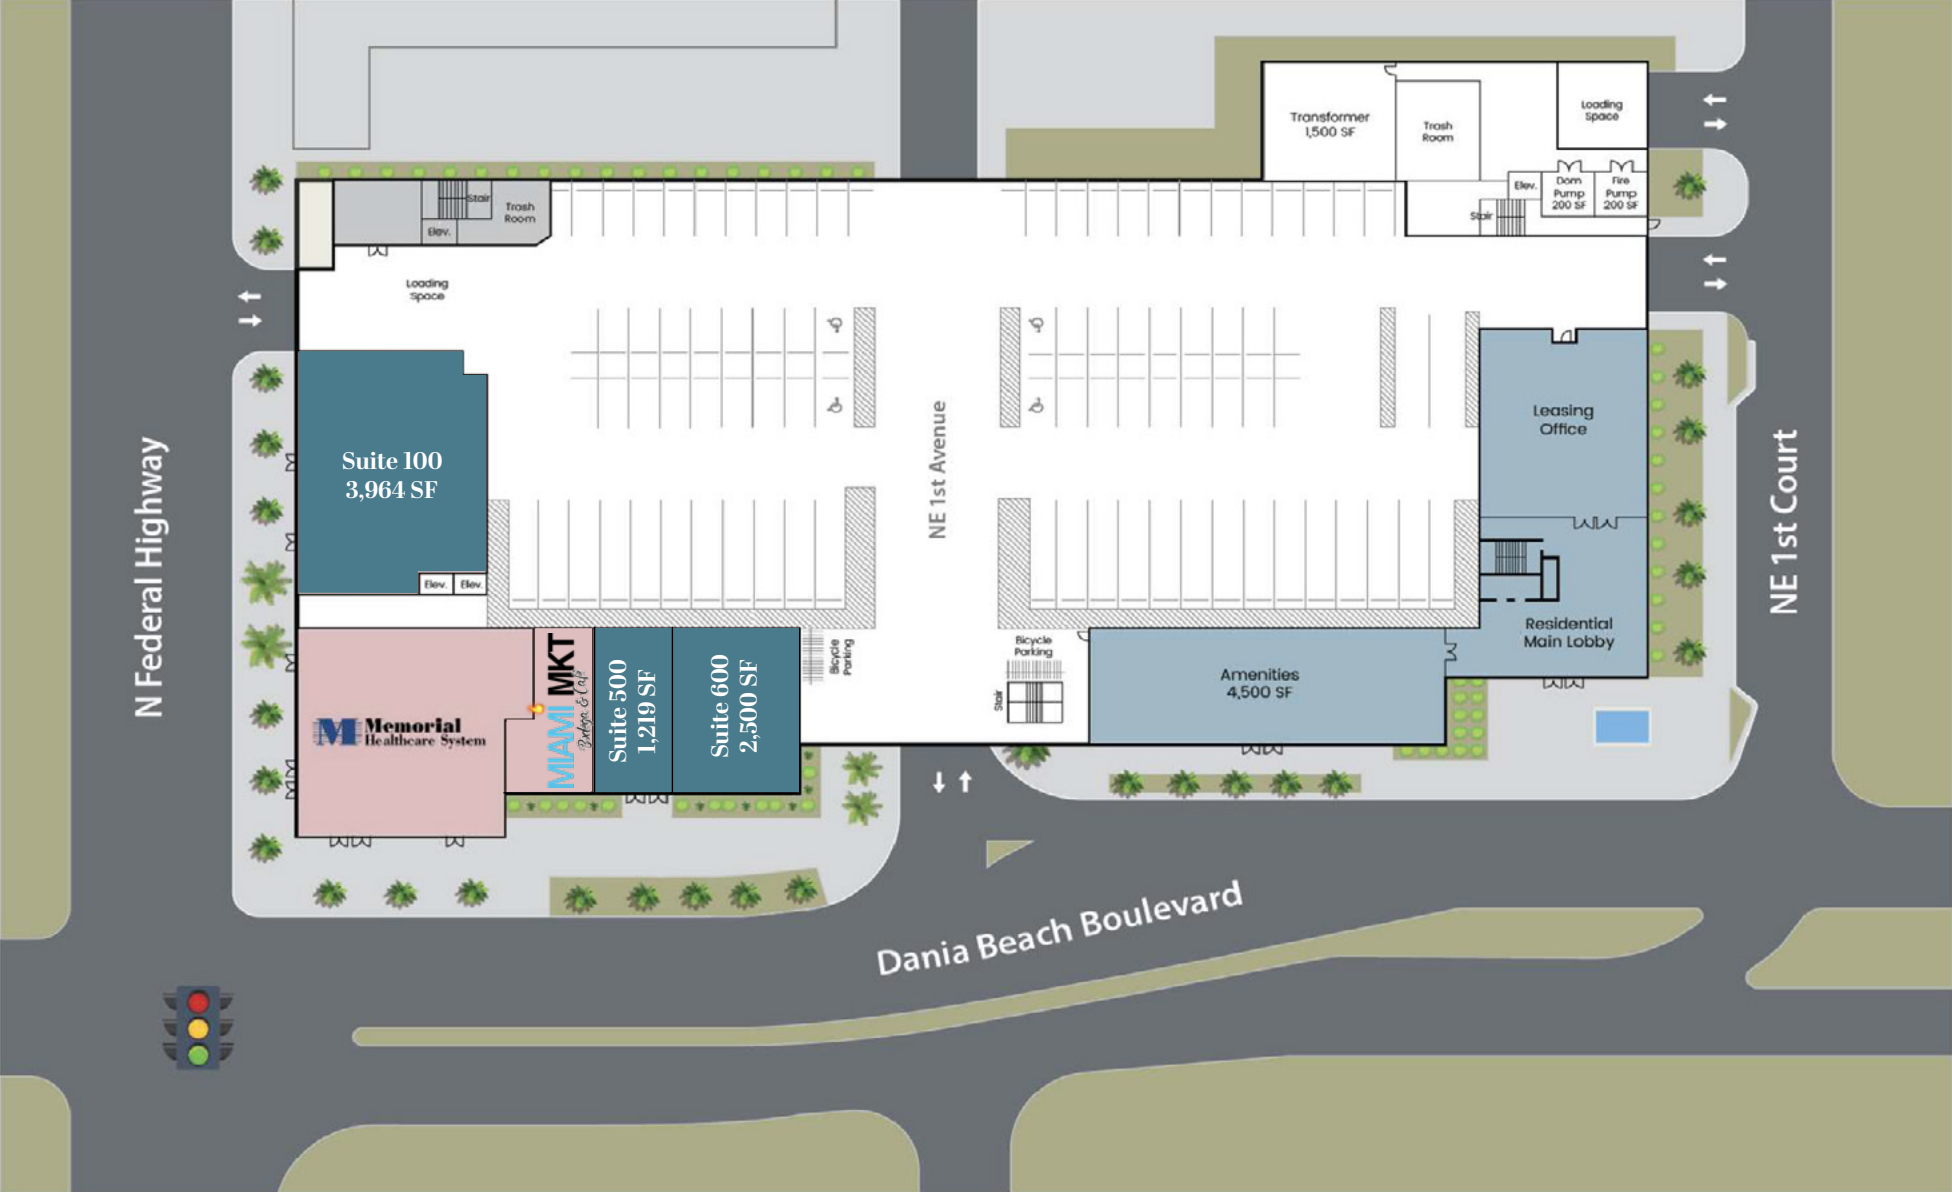 Transformer
1,500 SF
Trash
Room
Loading
Space
Elev.
Dom
Pump
200 SF
Fire
Pump
200 SF
Stair
Stair
Trash
Room
Elev.
Loading
Space
Suite 100
3,964 SF
Elev.
Elev.
N Federal Highway
NE 1st Avenue
NE 1st Court
Leasing
Office
Residential
Main Lobby
Memorial
Healthcare System
MIAMI MKT
Bodega & Café
Suite 500
1,219 SF
Suite 600
2,500 SF
Bicycle
Parking
Bicycle
Parking
Stair
Amenities
4,500 SF
Dania Beach Boulevard